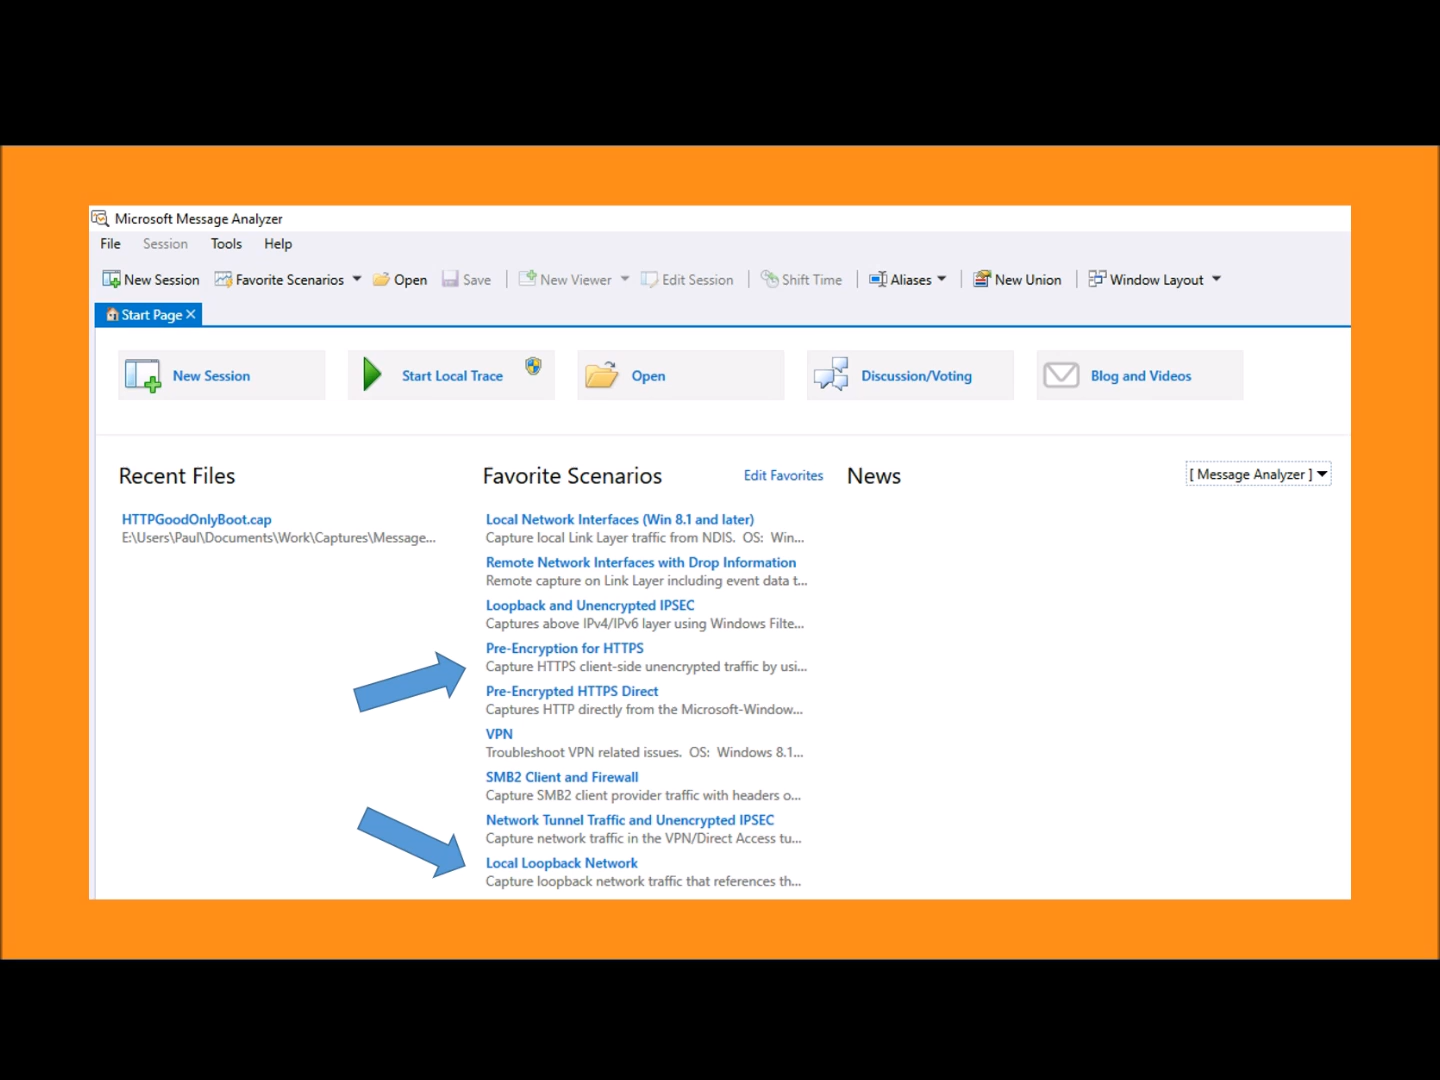 Microsoft Message Analyzer
File Session Tools Help
New Session Favorite Scenarios Open Save New Viewer Edit Session Shift Time Aliases New Union Window Layout
Start Page
New Session Start Local Trace Open Discussion/Voting Blog and Videos
Recent Files
HTTPGoodOnlyBoot.cap
E:\Users\Paul\Documents\Work\Captures\Message...
Favorite Scenarios Edit Favorites
Local Network Interfaces (Win 8.1 and later)
Capture local Link Layer traffic from NDIS. OS: Win...
Remote Network Interfaces with Drop Information
Remote capture on Link Layer including event data t...
Loopback and Unencrypted IPSEC
Captures above IPv4/IPv6 layer using Windows Filte...
Pre-Encryption for HTTPS
Capture HTTPS client-side unencrypted traffic by usi...
Pre-Encrypted HTTPS Direct
Captures HTTP directly from the Microsoft-Window...
VPN
Troubleshoot VPN related issues. OS: Windows 8.1...
SMB2 Client and Firewall
Capture SMB2 client provider traffic with headers o...
Network Tunnel Traffic and Unencrypted IPSEC
Capture network traffic in the VPN/Direct Access tu...
Local Loopback Network
Capture loopback network traffic that references th...
News [ Message Analyzer ]